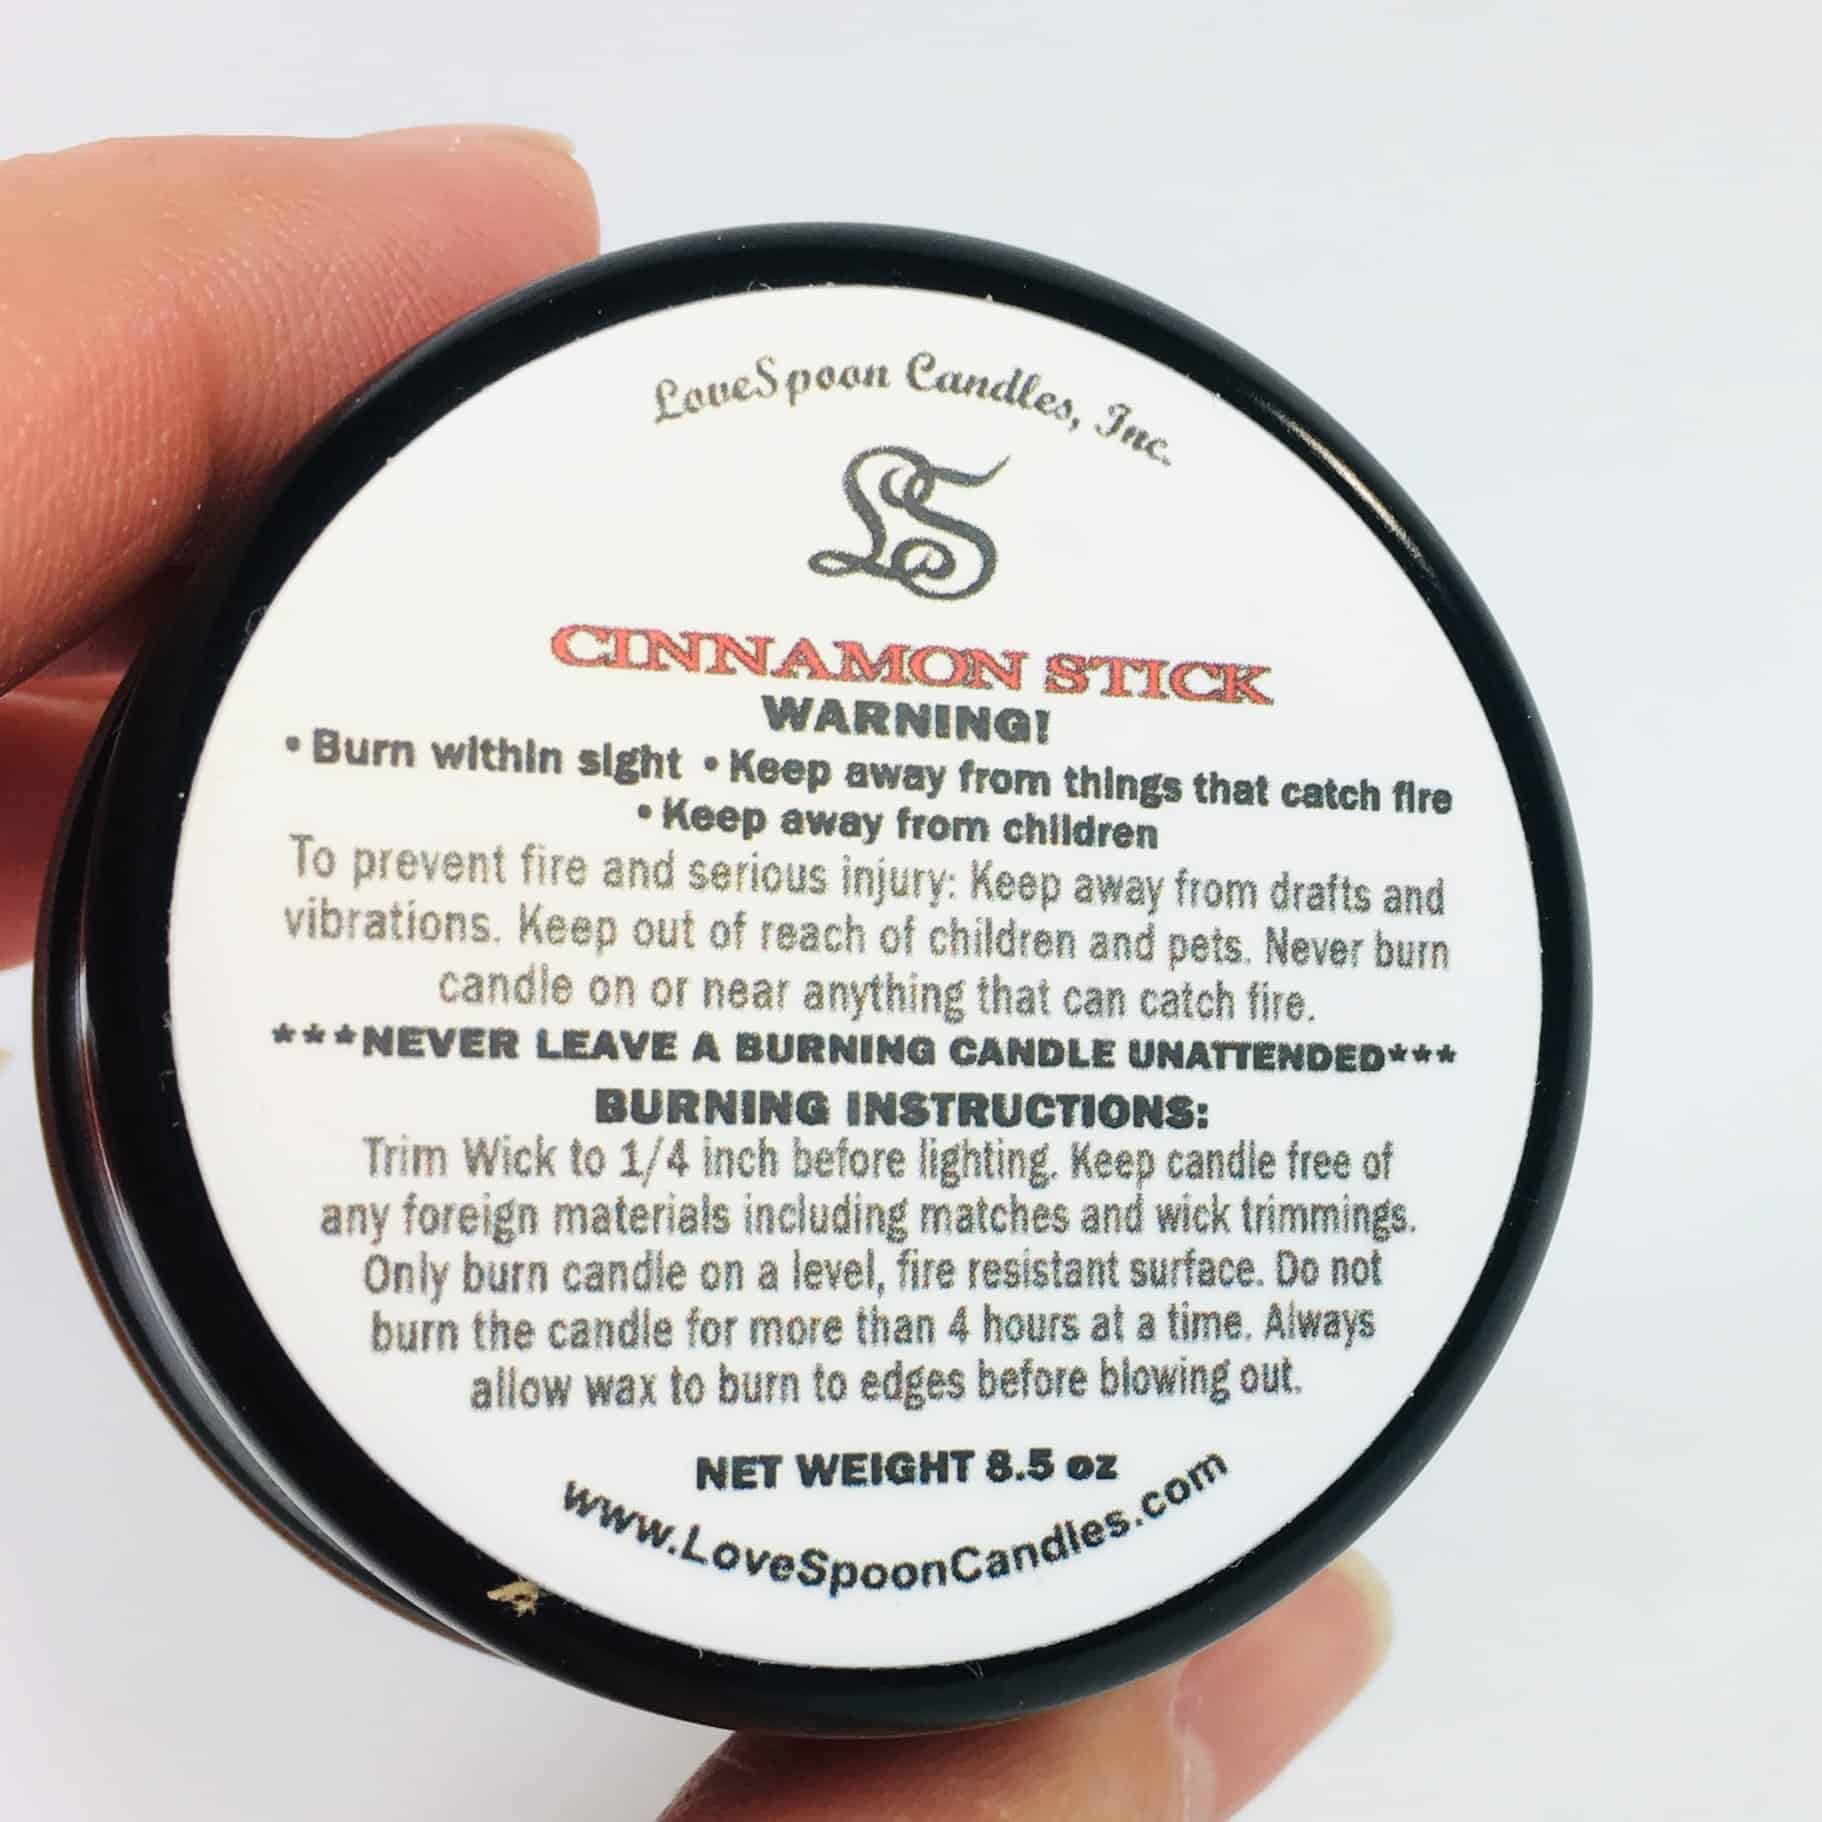 LoveSpoon Candles, Inc.
LS
CINNAMON STICK
WARNING!
• Burn within sight • Keep away from things that catch fire
• Keep away from children
To prevent fire and serious injury: Keep away from drafts and
vibrations. Keep out of reach of children and pets. Never burn
candle on or near anything that can catch fire.
***NEVER LEAVE A BURNING CANDLE UNATTENDED***
BURNING INSTRUCTIONS:
Trim Wick to 1/4 inch before lighting. Keep candle free of
any foreign materials including matches and wick trimmings.
Only burn candle on a level, fire resistant surface. Do not
burn the candle for more than 4 hours at a time. Always
allow wax to burn to edges before blowing out.
NET WEIGHT 8.5 oz
www.LoveSpoonCandles.com